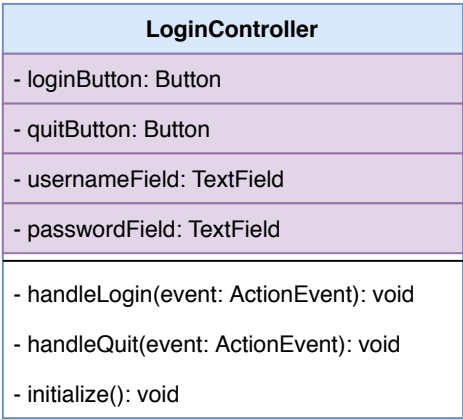 LoginController
- loginButton: Button
- quitButton: Button
- usernameField: TextField
- passwordField: TextField
- handleLogin(event: ActionEvent): void
- handleQuit(event: ActionEvent): void
- initialize(): void